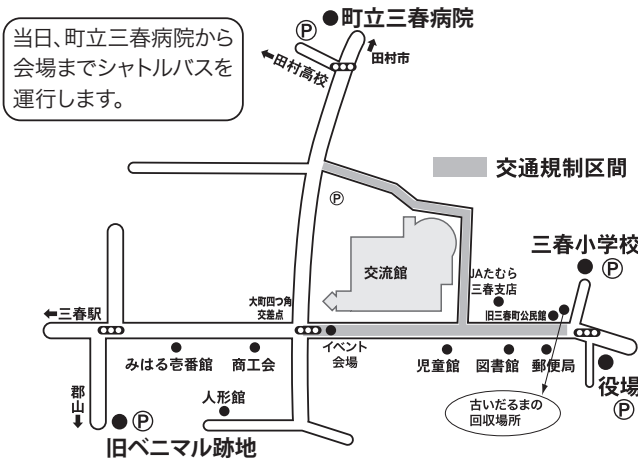 当日、町立三春病院から
会場までシャトルバスを
運行します。
Ⓟ
町立三春病院
←田村高校
田村市
交通規制区間
Ⓟ
交流館
三春小学校
Ⓟ
JAたむら
三春支店
旧三春町公民館
大町四つ角
交差点
←三春駅
イベント
会場
みはる壱番館
商工会
児童館
図書館
郵便局
役場
Ⓟ
人形館
古いだるまの
回収場所
郡山
Ⓟ
旧ベニマル跡地